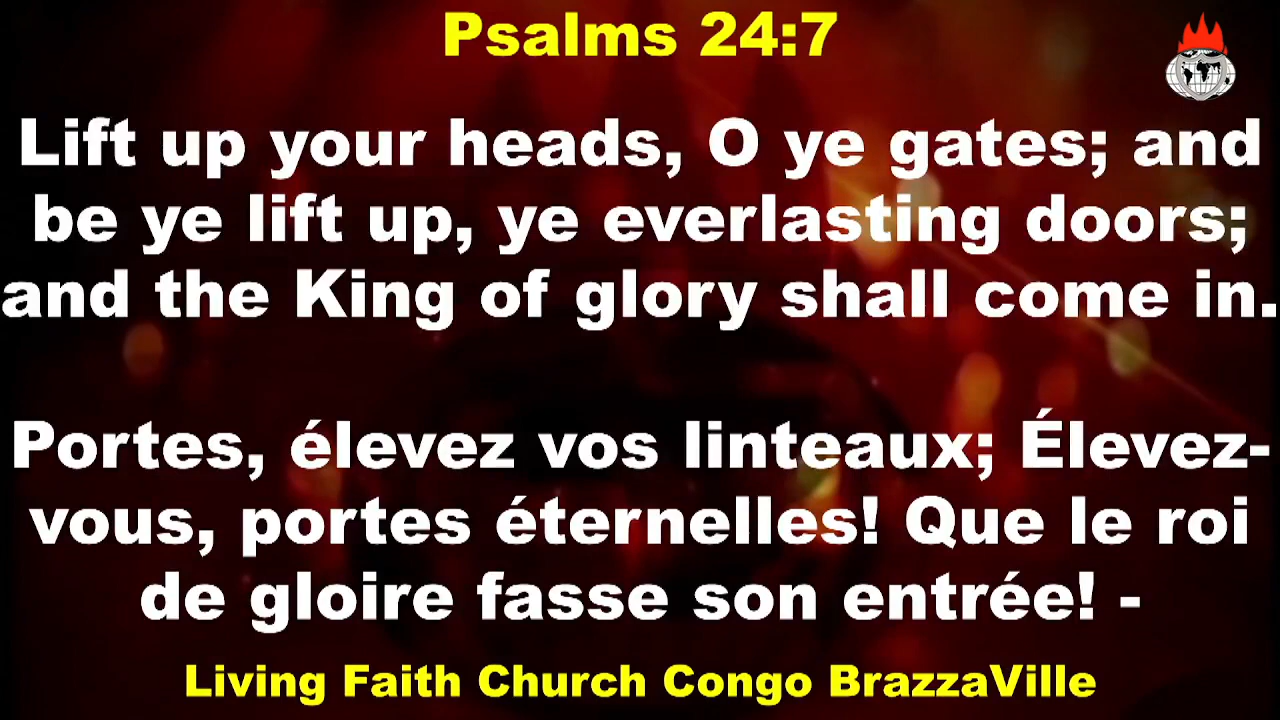 Psalms 24:7
Lift up your heads, O ye gates; and
be ye lift up, ye everlasting doors;
and the King of glory shall come in.
Portes, élevez vos linteaux; Élevez-
vous, portes éternelles! Que le roi
de gloire fasse son entrée! -
Living Faith Church Congo BrazzaVille